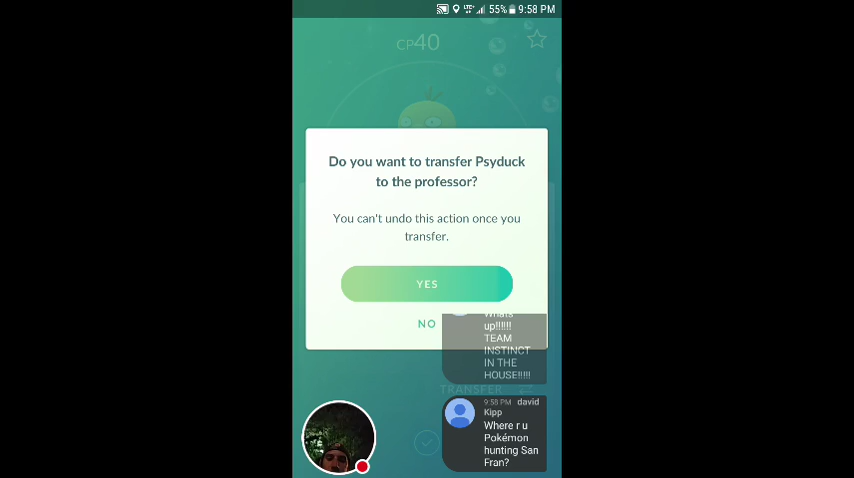 LTE 55% 9:58 PM
CP40
Do you want to transfer Psyduck
to the professor?
You can't undo this action once you
transfer.
YES
NO
Whats
up!!!!!!
TEAM
INSTINCT
IN THE
HOUSE!!!!!
TRANSFER
9:58 PM david
Kipp
Where r u
Pokémon
hunting San
Fran?